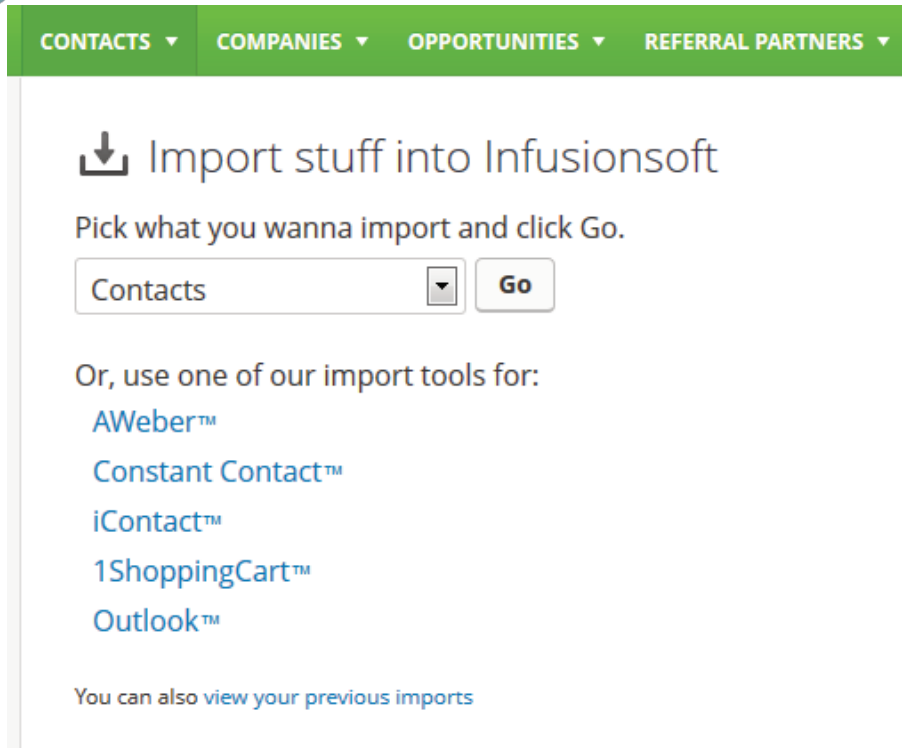 CONTACTS ▼ COMPANIES ▼ OPPORTUNITIES ▼ REFERRAL PARTNERS ▼
Import stuff into Infusionsoft
Pick what you wanna import and click Go.
Contacts Go
Or, use one of our import tools for:
AWeber™
Constant Contact™
iContact™
1ShoppingCart™
Outlook™
You can also view your previous imports